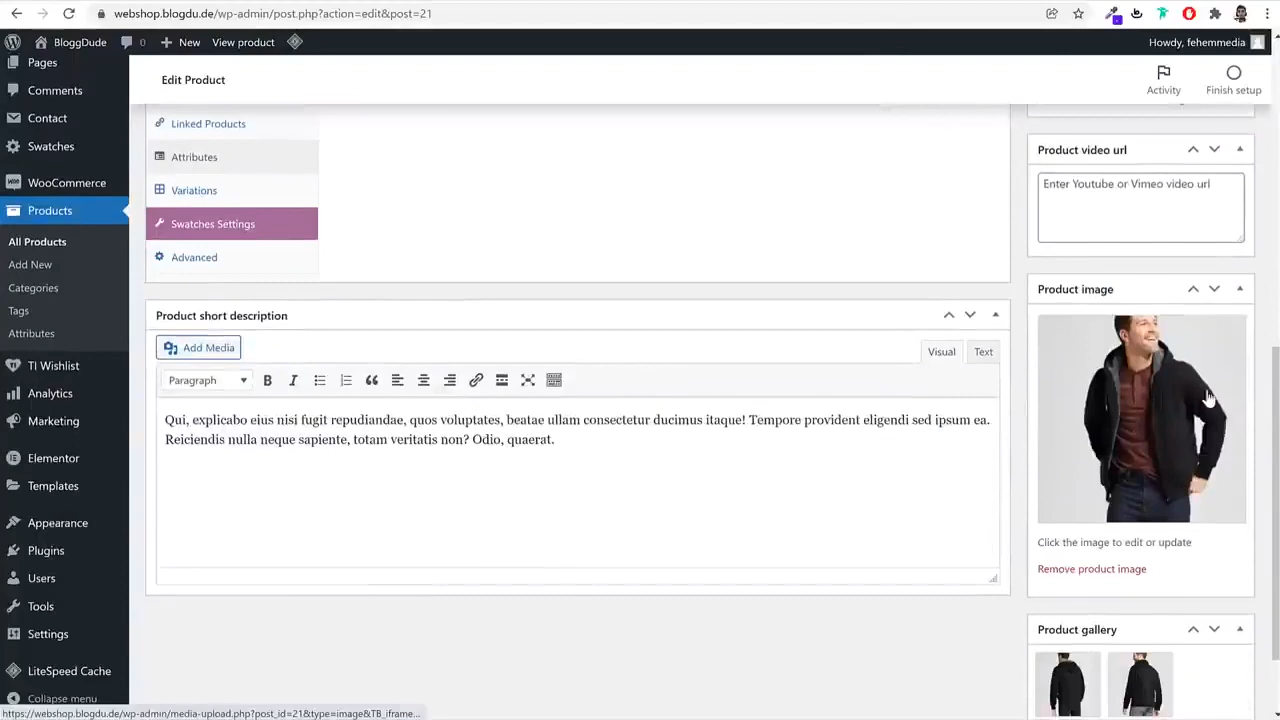 webshop.blogdu.de/wp-admin/post.php?action=edit&post=21
BloggDude
0
New
View product
Howdy, fehemmedia
Pages
Comments
Contact
Swatches
WooCommerce
Products
All Products
Add New
Categories
Tags
Attributes
TI Wishlist
Analytics
Marketing
Elementor
Templates
Appearance
Plugins
Users
Tools
Settings
LiteSpeed Cache
Collapse menu
Edit Product
Activity
Finish setup
Linked Products
Attributes
Variations
Swatches Settings
Advanced
Product short description
Add Media
Visual
Text
Paragraph
Qui, explicabo eius nisi fugit repudiandae, quos voluptates, beatae ullam consectetur ducimus itaque! Tempore provident eligendi sed ipsum ea.
Reiciendis nulla neque sapiente, totam veritatis non? Odio, quaerat.
Product video url
Enter Youtube or Vimeo video url
Product image
Click the image to edit or update
Remove product image
Product gallery
https://webshop.blogdu.de/wp-admin/media-upload.php?post_id=21&type=image&TB_iframe...